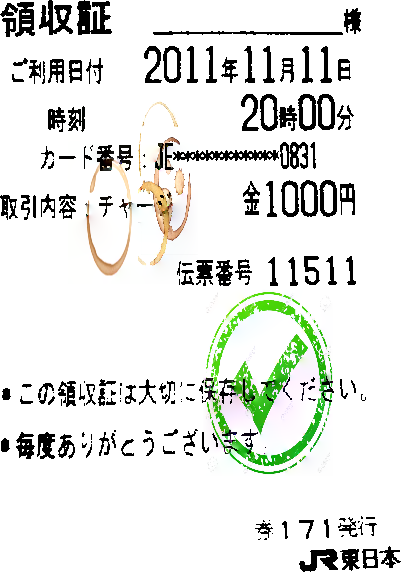 領収証 様
ご利用日付 2011年11月11日
時刻 20時00分
カード番号：JE***********0831
取引内容：チャー 金1000円
伝票番号 11511
*この領収証は大切に保存してください。
*毎度ありがとうございます。
券171発行
JR東日本